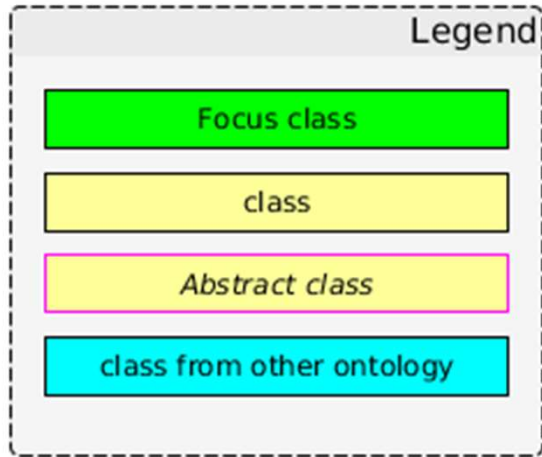 Legend
Focus class
class
Abstract class
class from other ontology